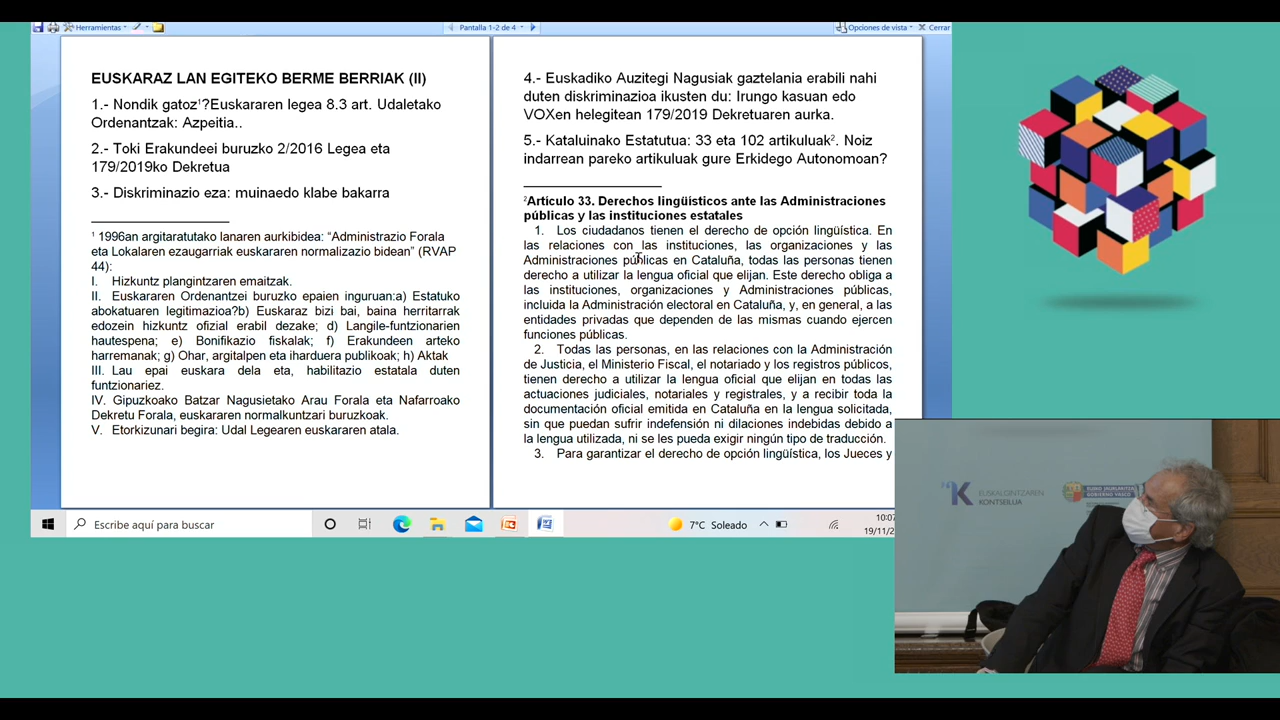 Herramientas
Pantalla 1-2 de 4
Opciones de vista
Cerrar
EUSKARAZ LAN EGITEKO BERME BERRIAK (II)
1.- Nondik gatoz¹?Euskararen legea 8.3 art. Udaletako
Ordenantzak: Azpeitia..
2.- Toki Erakundeei buruzko 2/2016 Legea eta
179/2019ko Dekretua
3.- Diskriminazio eza: muinaedo klabe bakarra
¹ 1996an argitaratutako lanaren aurkibidea: “Administrazio Forala
eta Lokalaren ezaugarriak euskararen normalizazio bidean” (RVAP
44):
I. Hizkuntz plangintzaren emaitzak.
II. Euskararen Ordenantzei buruzko epaien inguruan:a) Estatuko
abokatuaren legitimazioa?b) Euskaraz bizi bai, baina herritarrak
edozein hizkuntz ofizial erabil dezake; d) Langile-funtzionarien
hautespena; e) Bonifikazio fiskalak; f) Erakundeen arteko
harremanak; g) Ohar, argitalpen eta iharduera publikoak; h) Aktak
III. Lau epai euskara dela eta, habilitazio estatala duten
funtzionariez.
IV. Gipuzkoako Batzar Nagusietako Arau Forala eta Nafarroako
Dekretu Forala, euskararen normalkuntzari buruzkoak.
V. Etorkizunari begira: Udal Legearen euskararen atala.
4.- Euskadiko Auzitegi Nagusiak gaztelania erabili nahi
duten diskriminazioa ikusten du: Irungo kasuan edo
VOXen helegitean 179/2019 Dekretuaren aurka.
5.- Kataluinako Estatutua: 33 eta 102 artikuluak². Noiz
indarrean pareko artikuluak gure Erkidego Autonomoan?
²Artículo 33. Derechos lingüísticos ante las Administraciones
públicas y las instituciones estatales
1. Los ciudadanos tienen el derecho de opción lingüística. En
las relaciones con las instituciones, las organizaciones y las
Administraciones públicas en Cataluña, todas las personas tienen
derecho a utilizar la lengua oficial que elijan. Este derecho obliga a
las instituciones, organizaciones y Administraciones públicas,
incluida la Administración electoral en Cataluña, y, en general, a las
entidades privadas que dependen de las mismas cuando ejercen
funciones públicas.
2. Todas las personas, en las relaciones con la Administración
de Justicia, el Ministerio Fiscal, el notariado y los registros públicos,
tienen derecho a utilizar la lengua oficial que elijan en todas las
actuaciones judiciales, notariales y registrales, y a recibir toda la
documentación oficial emitida en Cataluña en la lengua solicitada,
sin que puedan sufrir indefensión ni dilaciones indebidas debido a
la lengua utilizada, ni se les pueda exigir ningún tipo de traducción.
3. Para garantizar el derecho de opción lingüística, los Jueces y
Escribe aquí para buscar
7°C Soleado
10:07
19/11/2
EUSKALGINTZAREN
KONTSEILUA
EUSKO JAURLARITZA
GOBIERNO VASCO